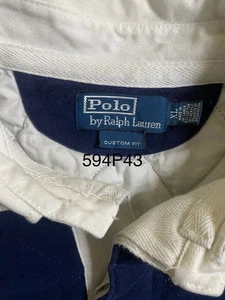 Polo
by Ralph Lauren
XL
CUSTOM FIT
594P43